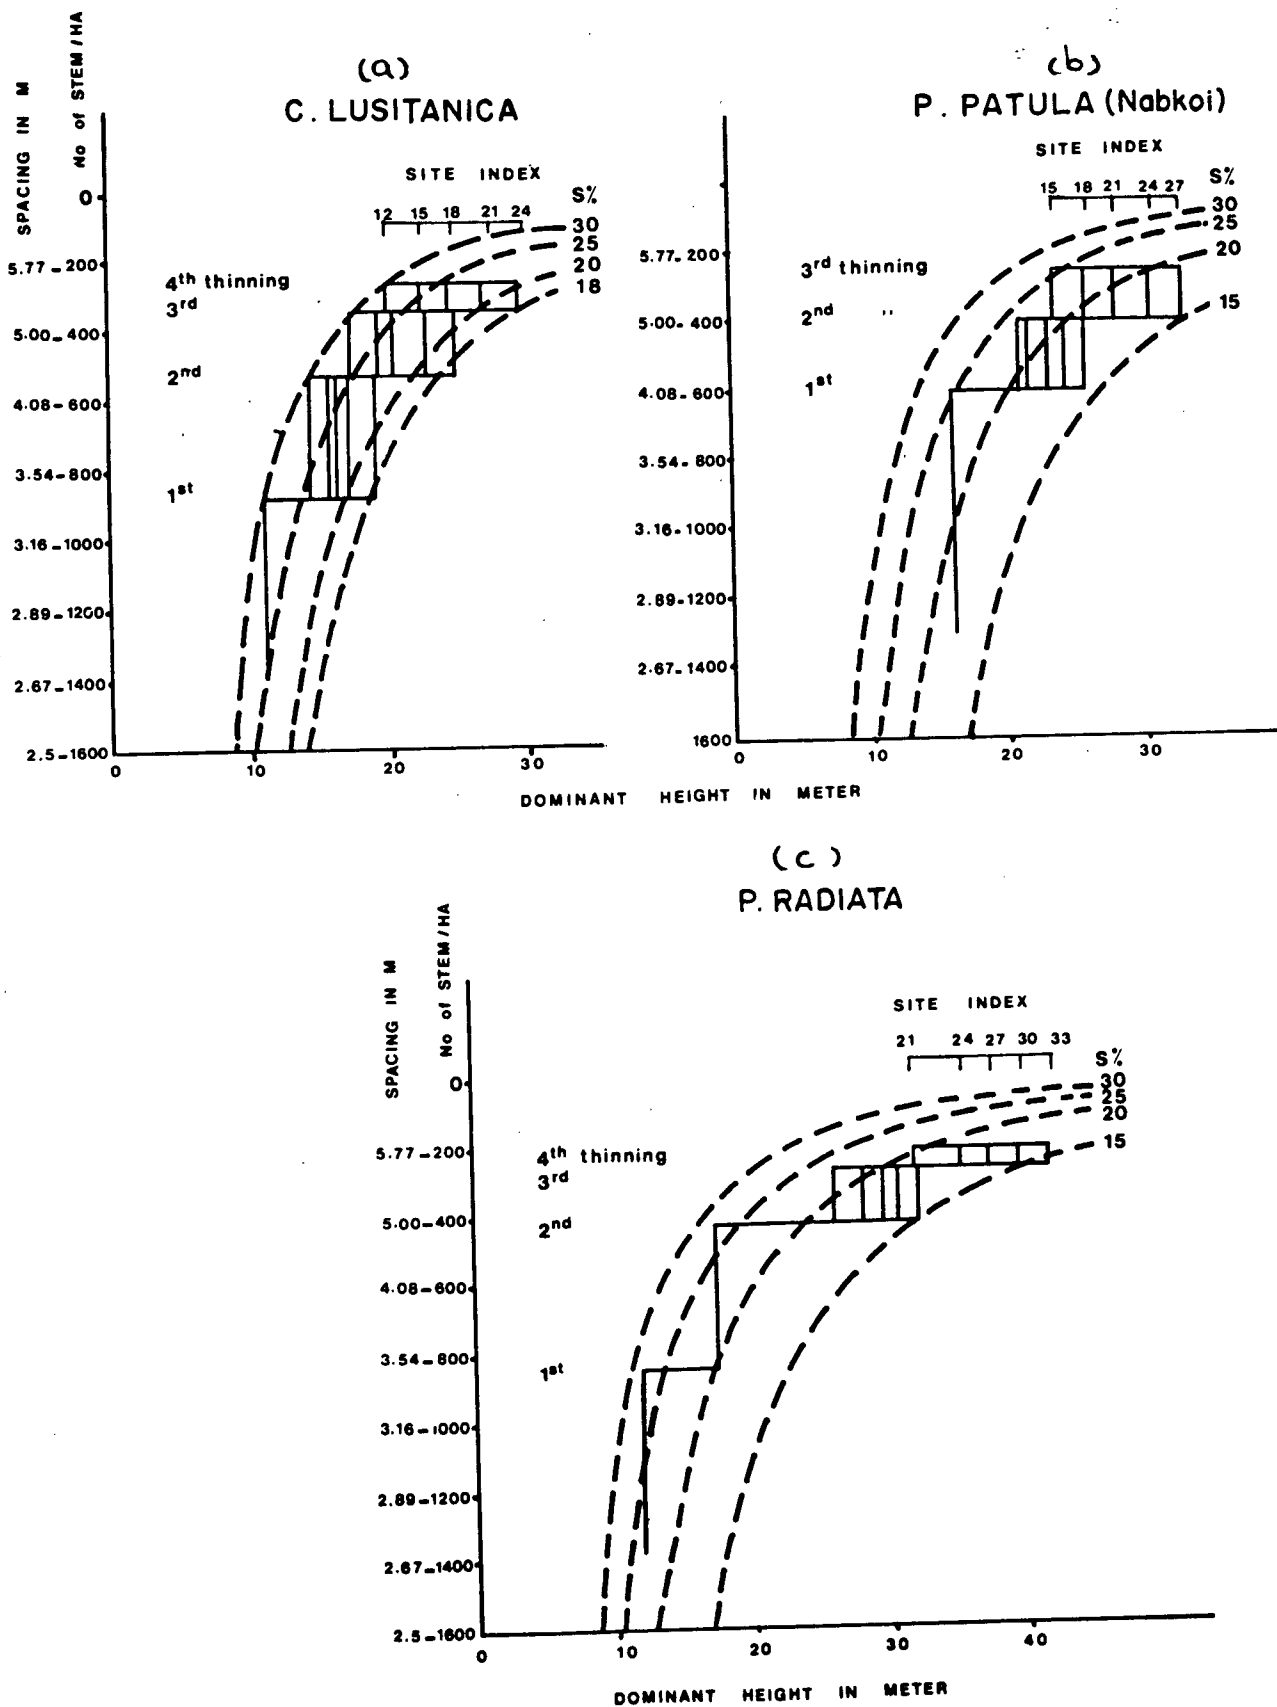 (a)
C. LUSITANICA
SPACING IN M
No of STEM/HA
SITE INDEX
12 15 18 21 24
S%
30
25
20
18
0
5.77-200
5.00-400
4.08-600
3.54-800
3.16-1000
2.89-1200
2.67-1400
2.5-1600
4th thinning
3rd
2nd
1st
0 10 20 30
(b)
P. PATULA (Nabkoi)
SITE INDEX
15 18 21 24 27
S%
30
25
20
15
5.77-200
5.00-400
4.08-600
3.54-800
3.16-1000
2.89-1200
2.67-1400
1600
3rd thinning
2nd "
1st
0 10 20 30
DOMINANT HEIGHT IN METER
(c)
P. RADIATA
SPACING IN M
No of STEM/HA
SITE INDEX
21 24 27 30 33
S%
30
25
20
15
0
5.77-200
5.00-400
4.08-600
3.54-800
3.16-1000
2.89-1200
2.67-1400
2.5-1600
4th thinning
3rd
2nd
1st
0 10 20 30 40
DOMINANT HEIGHT IN METER